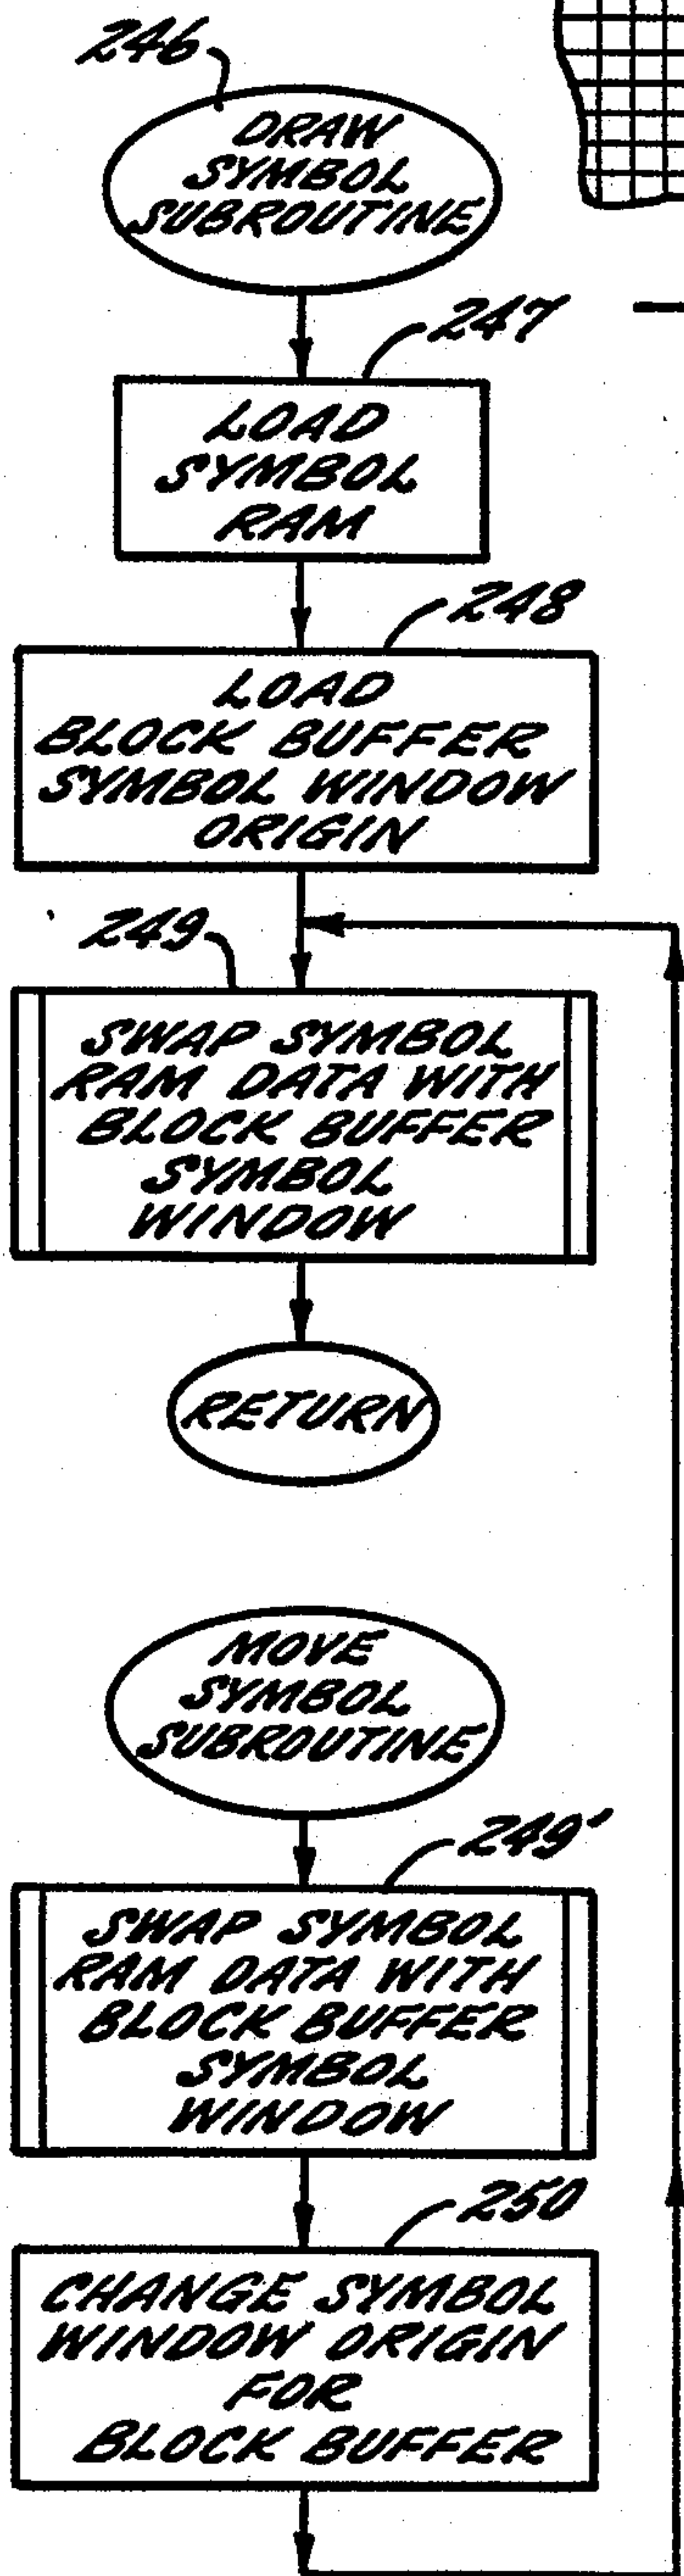 246
DRAW
SYMBOL
SUBROUTINE
247
LOAD
SYMBOL
RAM
248
LOAD
BLOCK BUFFER
SYMBOL WINDOW
ORIGIN
249
SWAP SYMBOL
RAM DATA WITH
BLOCK BUFFER
SYMBOL
WINDOW
RETURN
MOVE
SYMBOL
SUBROUTINE
249'
SWAP SYMBOL
RAM DATA WITH
BLOCK BUFFER
SYMBOL
WINDOW
250
CHANGE SYMBOL
WINDOW ORIGIN
FOR
BLOCK BUFFER